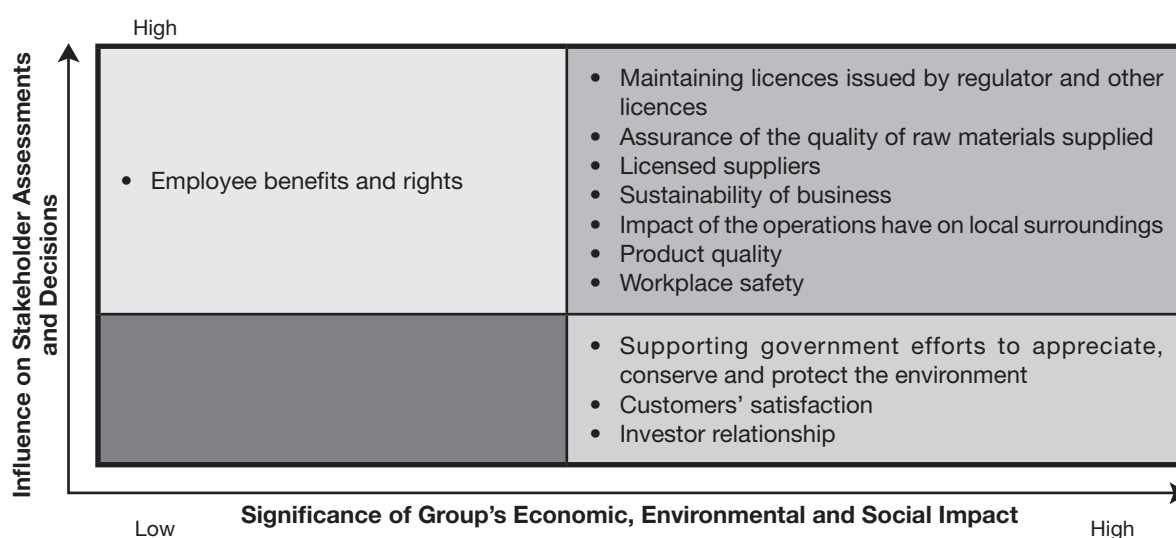 High
Influence on Stakeholder Assessments
and Decisions
• Employee benefits and rights
• Maintaining licences issued by regulator and other
licences
• Assurance of the quality of raw materials supplied
• Licensed suppliers
• Sustainability of business
• Impact of the operations have on local surroundings
• Product quality
• Workplace safety
• Supporting government efforts to appreciate,
conserve and protect the environment
• Customers’ satisfaction
• Investor relationship
Significance of Group’s Economic, Environmental and Social Impact
Low
High